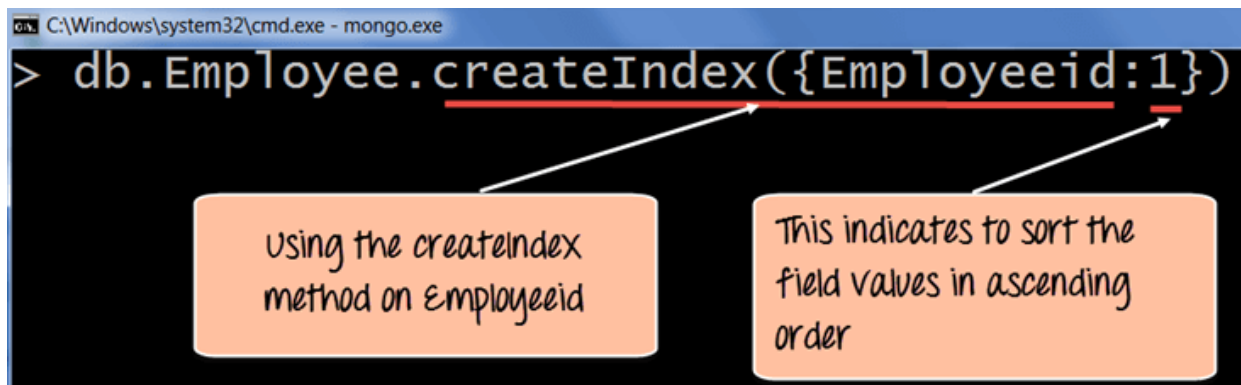 C:\Windows\system32\cmd.exe - mongo.exe
> db.Employee.createIndex({Employeeid:1})
Using the createIndex
method on Employeeid
This indicates to sort the
field values in ascending
order